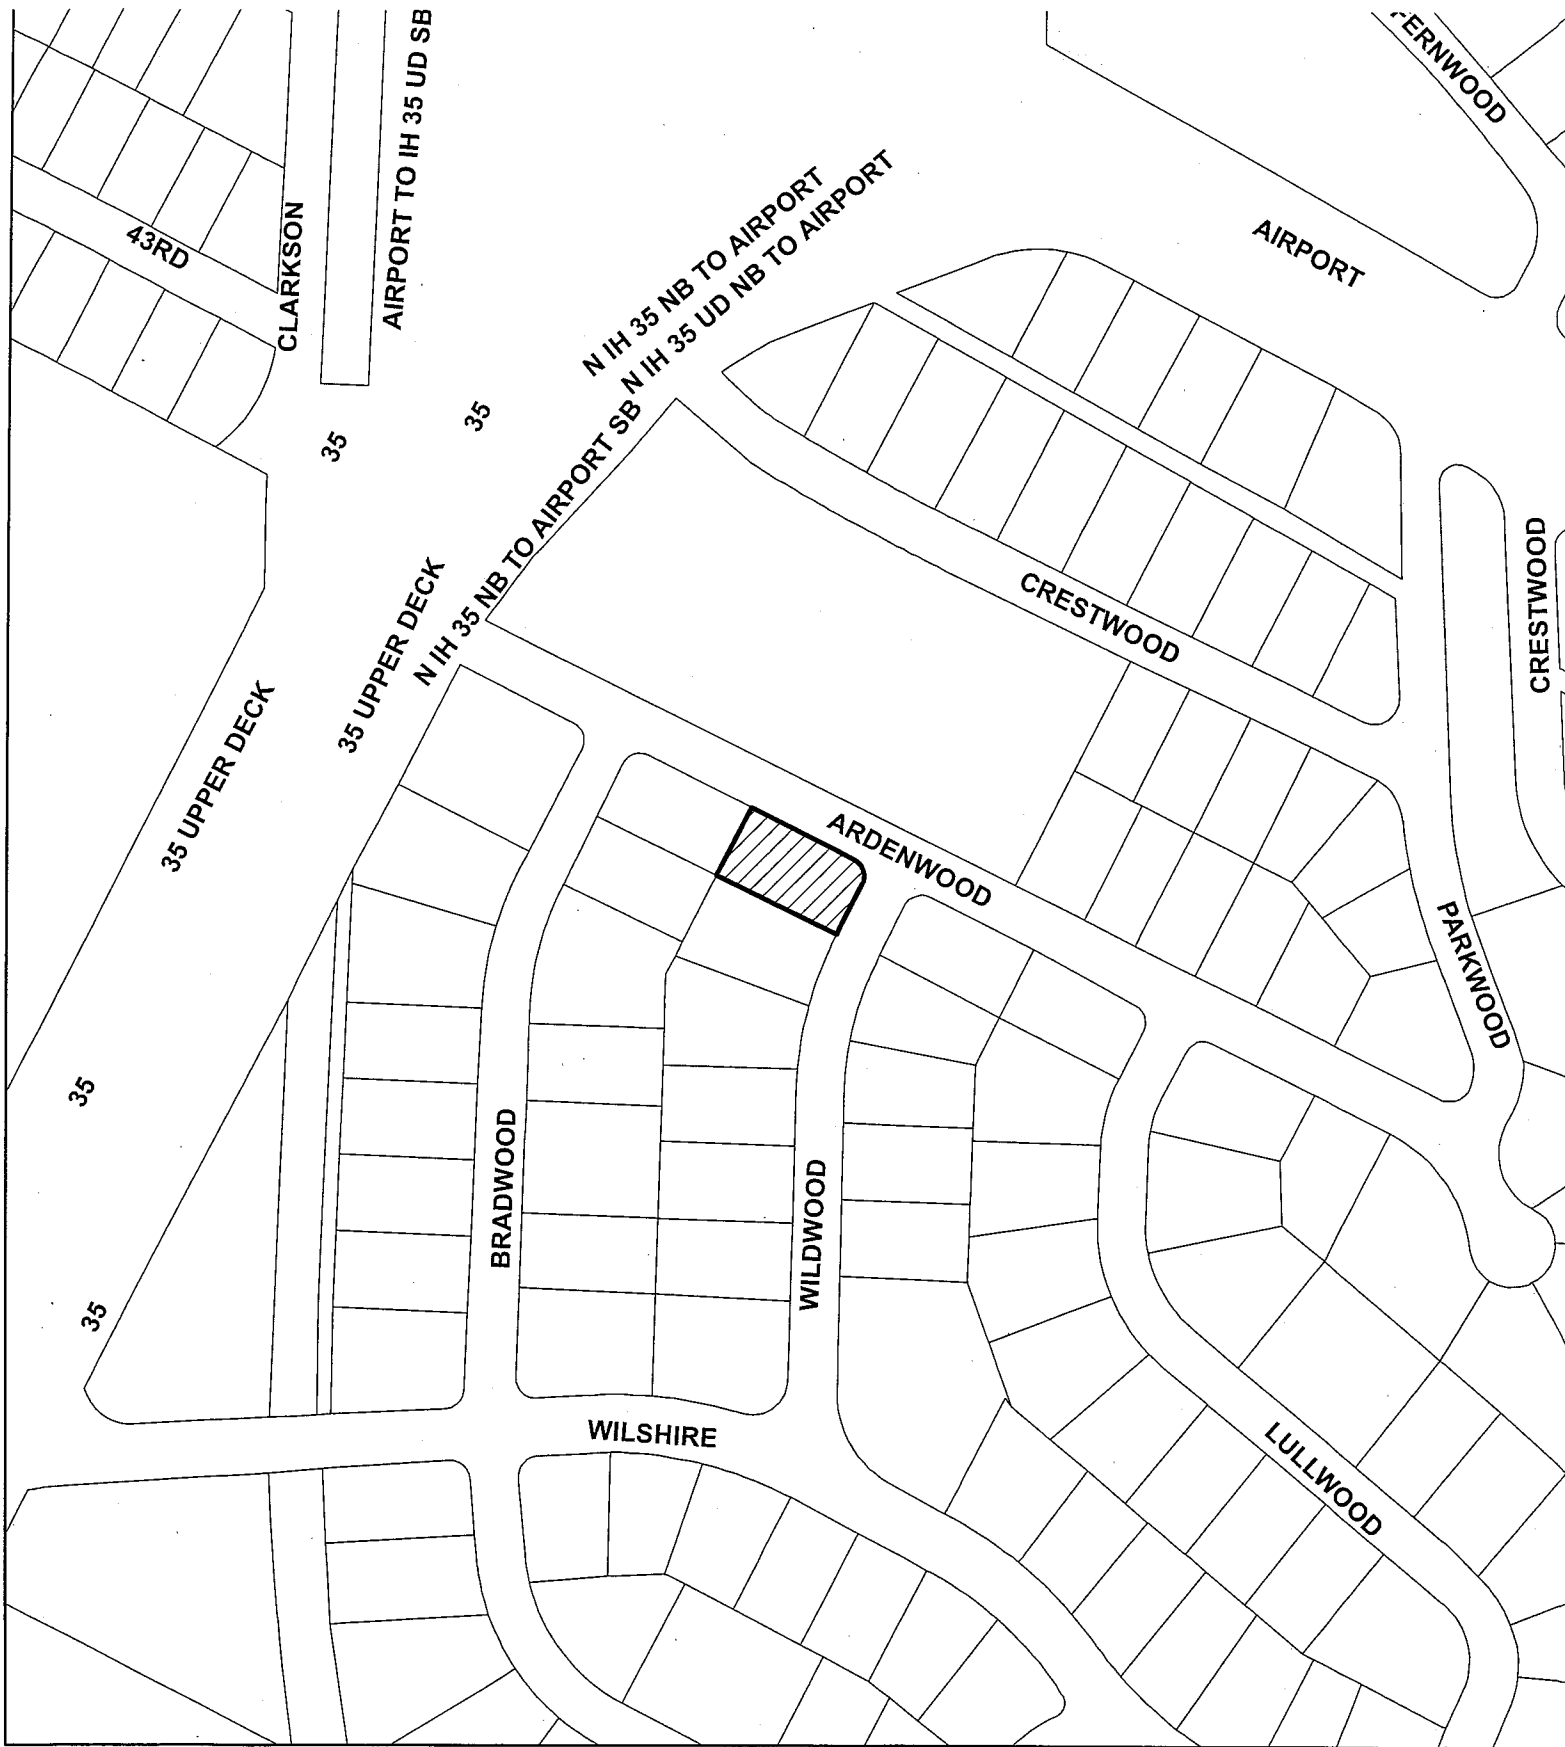 FERNWOOD
AIRPORT TO IH 35 UD SB
CLARKSON
43RD
N IH 35 NB TO AIRPORT
N IH 35 UD NB TO AIRPORT
AIRPORT
35
35
N IH 35 NB TO AIRPORT SB
CRESTWOOD
CRESTWOOD
35 UPPER DECK
35 UPPER DECK
ARDENWOOD
PARKWOOD
35
BRADWOOD
WILDWOOD
35
WILSHIRE
LULLWOOD